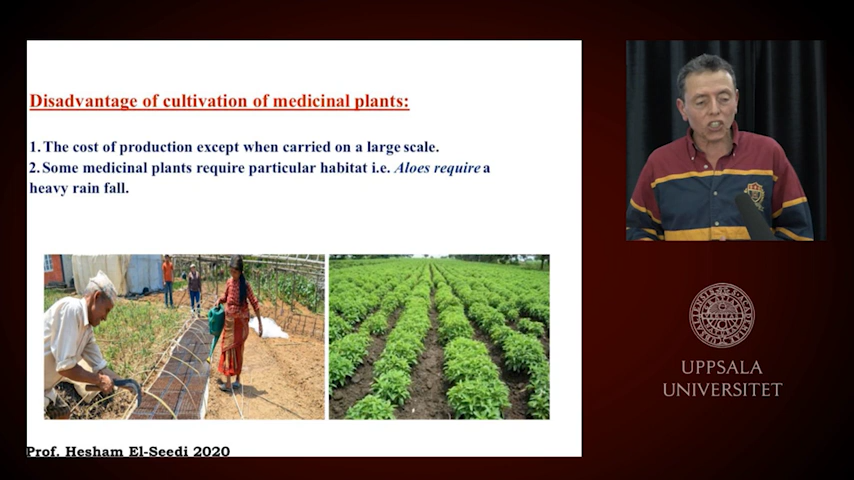 Disadvantage of cultivation of medicinal plants:
1. The cost of production except when carried on a large scale.
2. Some medicinal plants require particular habitat i.e. Aloes require a
heavy rain fall.
Prof. Hesham El-Seedi 2020
UPPSALA
UNIVERSITET